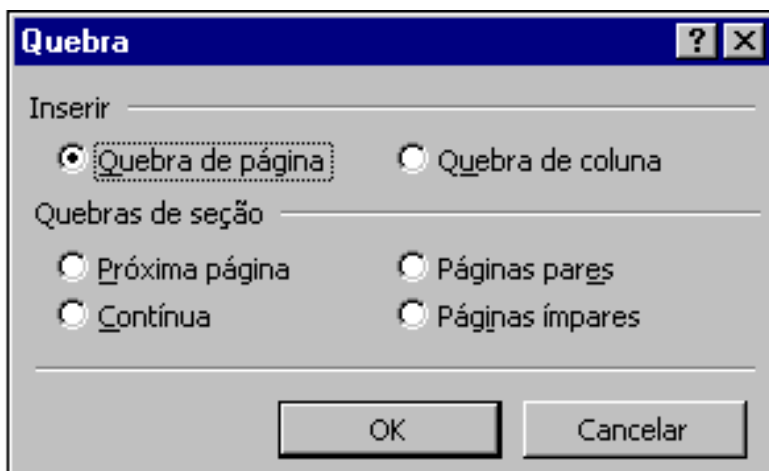 Quebra
Inserir
Quebra de página Quebra de coluna
Quebras de seção
Próxima página Páginas pares
Contínua Páginas ímpares
OK Cancelar